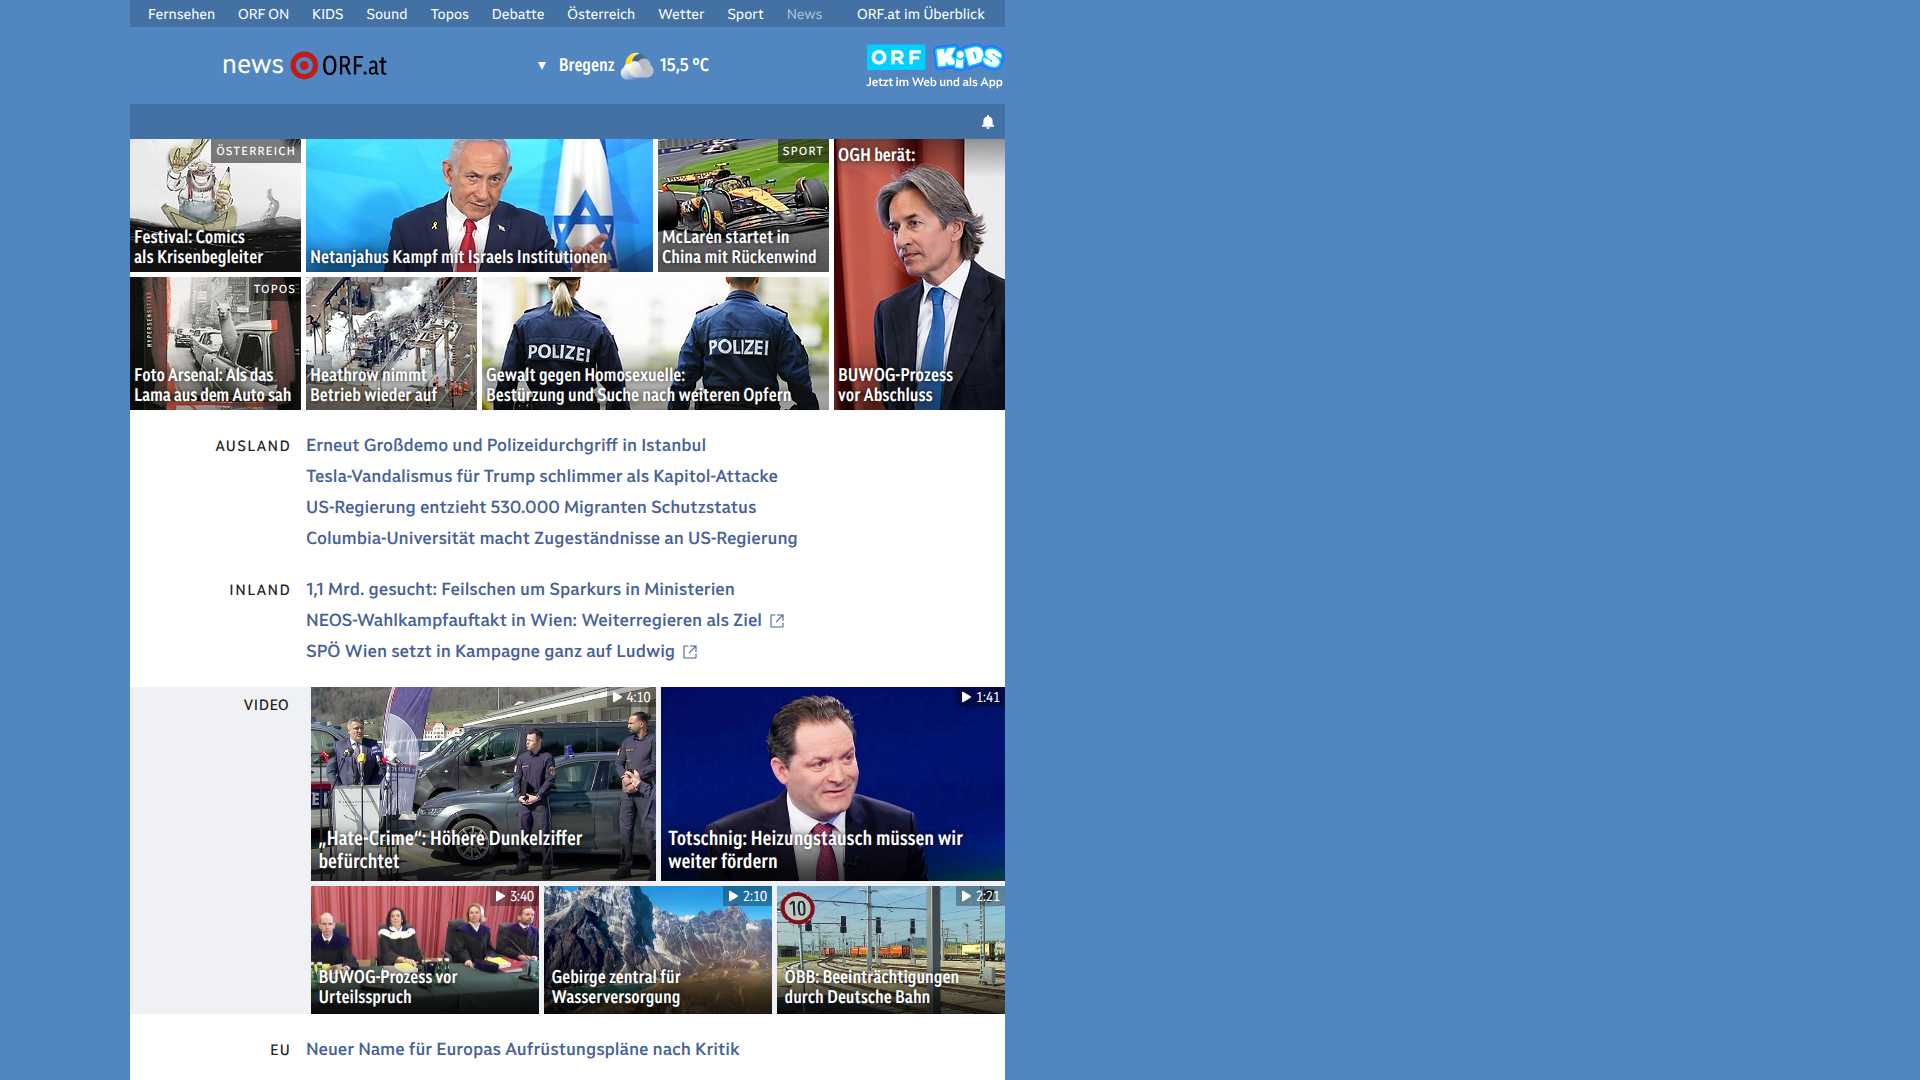 Fernsehen ORF ON KIDS Sound Topos Debatte Österreich Wetter Sport News ORF.at im Überblick
news ORF.at
Bregenz 15,5 °C
ORF KiDS
Jetzt im Web und als App
ÖSTERREICH
Festival: Comics
als Krisenbegleiter
Netanjahus Kampf mit Israels Institutionen
SPORT
McLaren startet in
China mit Rückenwind
OGH berät:
BUWOG-Prozess
vor Abschluss
TOPOS
HYPERSENSITIVE
Foto Arsenal: Als das
Lama aus dem Auto sah
Heathrow nimmt
Betrieb wieder auf
POLIZEI POLIZEI
Gewalt gegen Homosexuelle:
Bestürzung und Suche nach weiteren Opfern
AUSLAND
Erneut Großdemo und Polizeidurchgriff in Istanbul
Tesla-Vandalismus für Trump schlimmer als Kapitol-Attacke
US-Regierung entzieht 530.000 Migranten Schutzstatus
Columbia-Universität macht Zugeständnisse an US-Regierung
INLAND
1,1 Mrd. gesucht: Feilschen um Sparkurs in Ministerien
NEOS-Wahlkampfauftakt in Wien: Weiterregieren als Ziel
SPÖ Wien setzt in Kampagne ganz auf Ludwig
VIDEO
4:10
„Hate-Crime“: Höhere Dunkelziffer
befürchtet
1:41
Totschnig: Heizungstausch müssen wir
weiter fördern
3:40
BUWOG-Prozess vor
Urteilsspruch
2:10
Gebirge zentral für
Wasserversorgung
10
2:21
ÖBB: Beeinträchtigungen
durch Deutsche Bahn
EU
Neuer Name für Europas Aufrüstungspläne nach Kritik